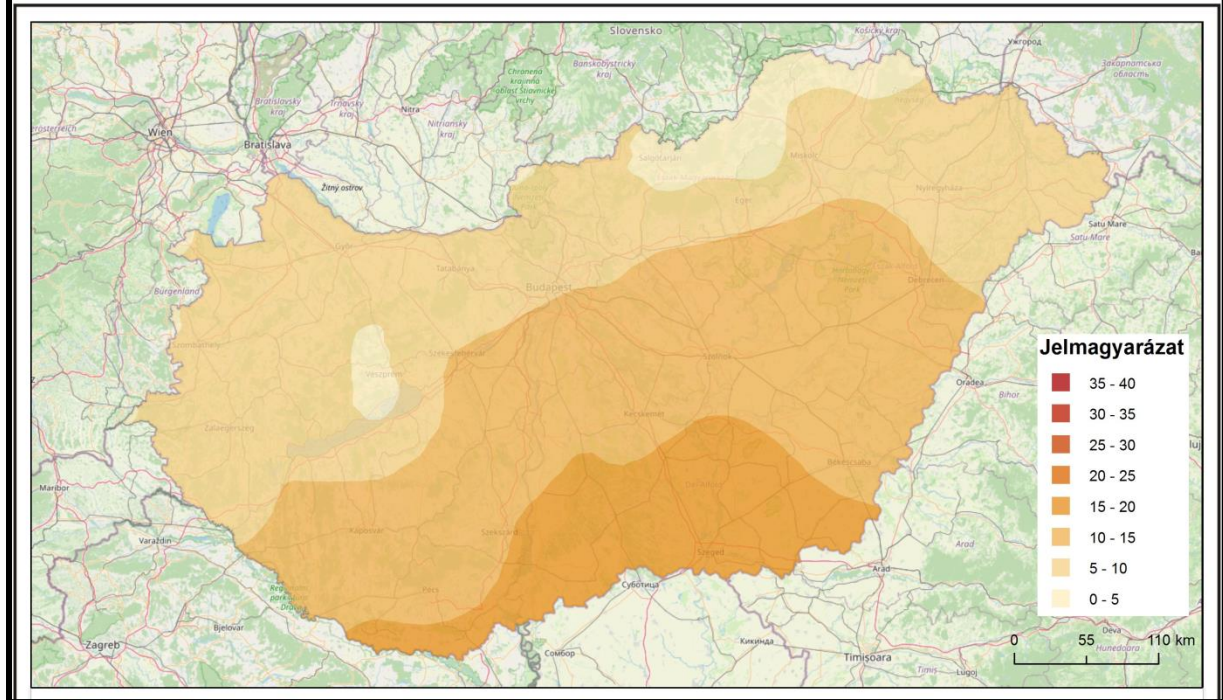 Slovensko
Košický kraj
Ужгород
Закарпатська
область
Banskobystrický
kraj
Chránená
krajinná
oblasť Štiavnické
vrchy
Bratislavský
kraj
Trnavský
kraj
Nitra
Nitriansky
kraj
Wien
Bratislava
Žitný ostrov
Salgótarján
Miskolc
Eger
Nyíregyháza
Satu Mare
Satu Mare
Győr
Tatabánya
Budapest
Debrecen
Burgenland
Szombathely
Székesfehérvár
Veszprém
Szolnok
Oradea
Bihor
Kecskemét
Zalaegerszeg
Békéscsaba
Maribor
Kaposvár
Szekszárd
Szeged
Varaždin
Pécs
Суботица
Arad
Arad
Bjelovar
Zagreb
Сомбор
Кикинда
Timișoara
Timiș
Lugoj
Deva
Hunedoara
Jelmagyarázat
35 - 40
30 - 35
25 - 30
20 - 25
15 - 20
10 - 15
5 - 10
0 - 5
0 55 110 km